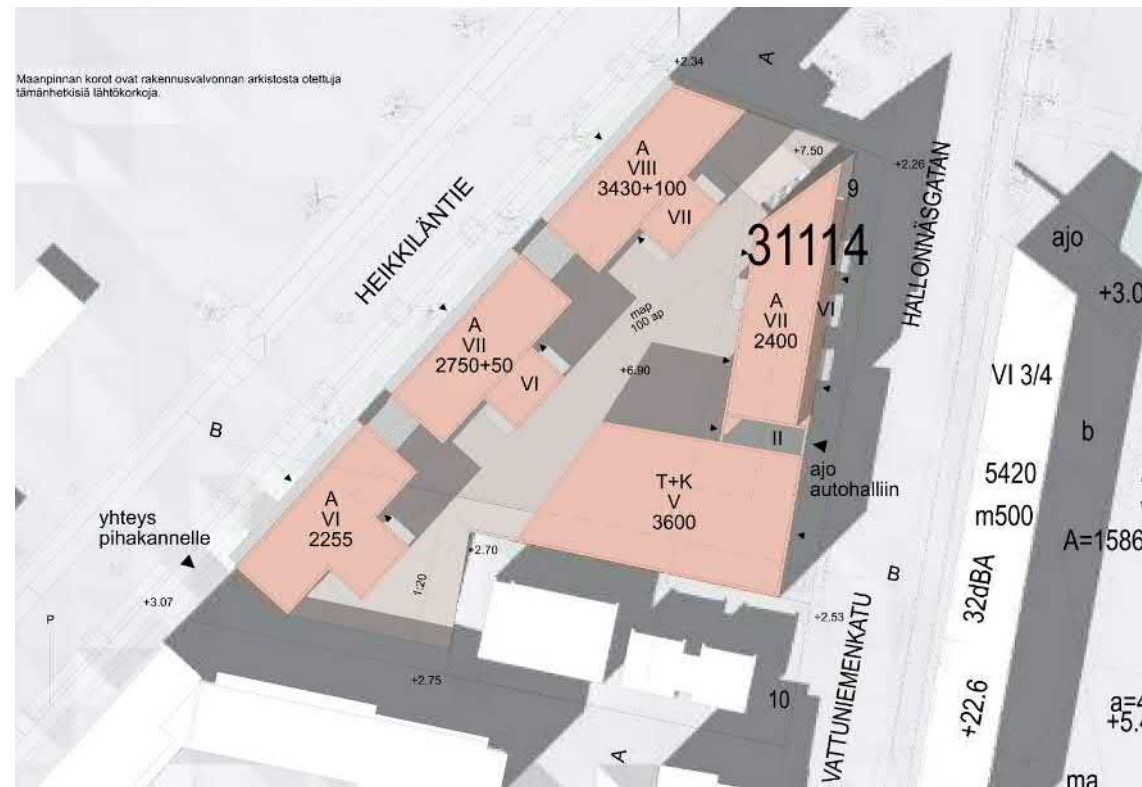 Maanpinnan korot ovat rakennusvalvonnan arkistosta otettuja
tämänhetkisiä lähtökorkoja.
+2.34
A
A
VIII
3430+100
VII
+7.50
+2.26
9
31114
HEIKKILÄNTIE
HALLONNÄSGATAN
ajo
+3.0
A
VII
2750+50
VI
map
100 ap
+6.90
A
VII
2400
VI
VI 3/4
b
B
II
ajo
autohalliin
T+K
V
3600
5420
m500
A=1586
A
VI
2255
yhteys
pihakannelle
+2.70
1:20
+3.07
P
B
32dBA
+2.53
+2.75
10
VATTUNIEMENKATU
+22.6
a=4
+5.4
A
ma